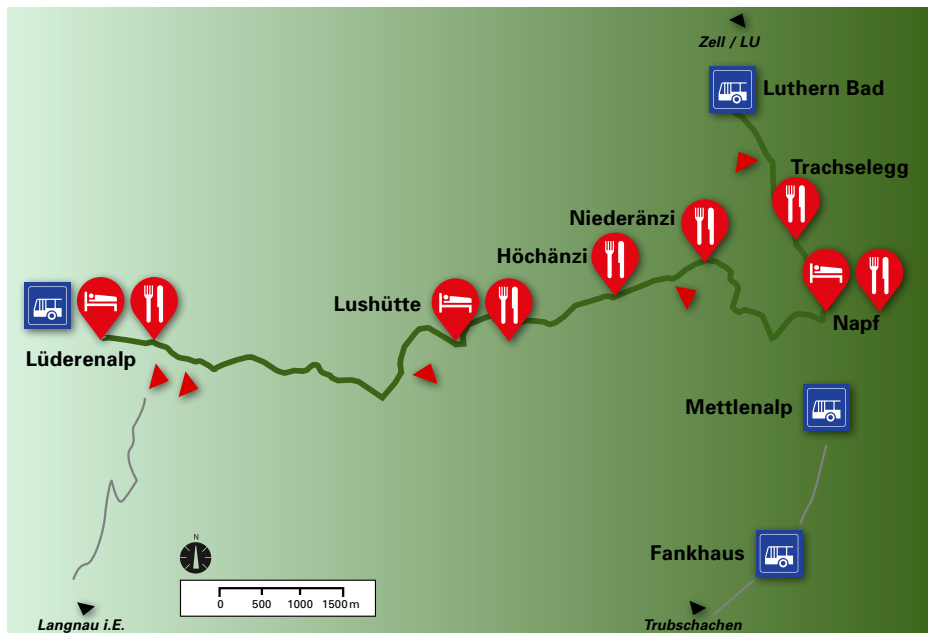 Zell / LU
Luthern Bad
Trachselegg
Niederänzi
Höchänzi
Lushütte
Napf
Lüderenalp
Mettlenalp
Fankhaus
N
0 500 1000 1500 m
Langnau i.E.
Trubschachen